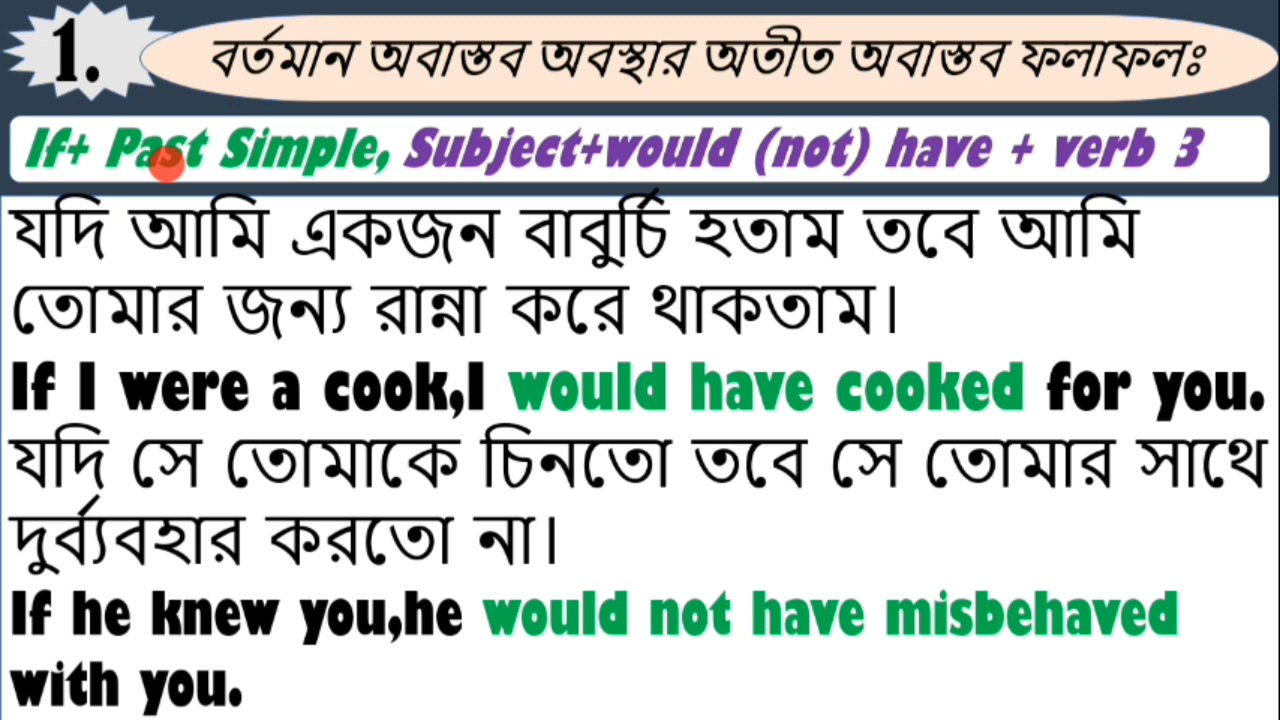 1.
বর্তমান অবাস্তব অবস্থার অতীত অবাস্তব ফলাফলঃ
If+ Past Simple, Subject+would (not) have + verb 3
যদি আমি একজন বাবুর্চি হতাম তবে আমি
তোমার জন্য রান্না করে থাকতাম।
If I were a cook,I would have cooked for you.
যদি সে তোমাকে চিনতো তবে সে তোমার সাথে
দুর্ব্যবহার করতো না।
If he knew you,he would not have misbehaved
with you.